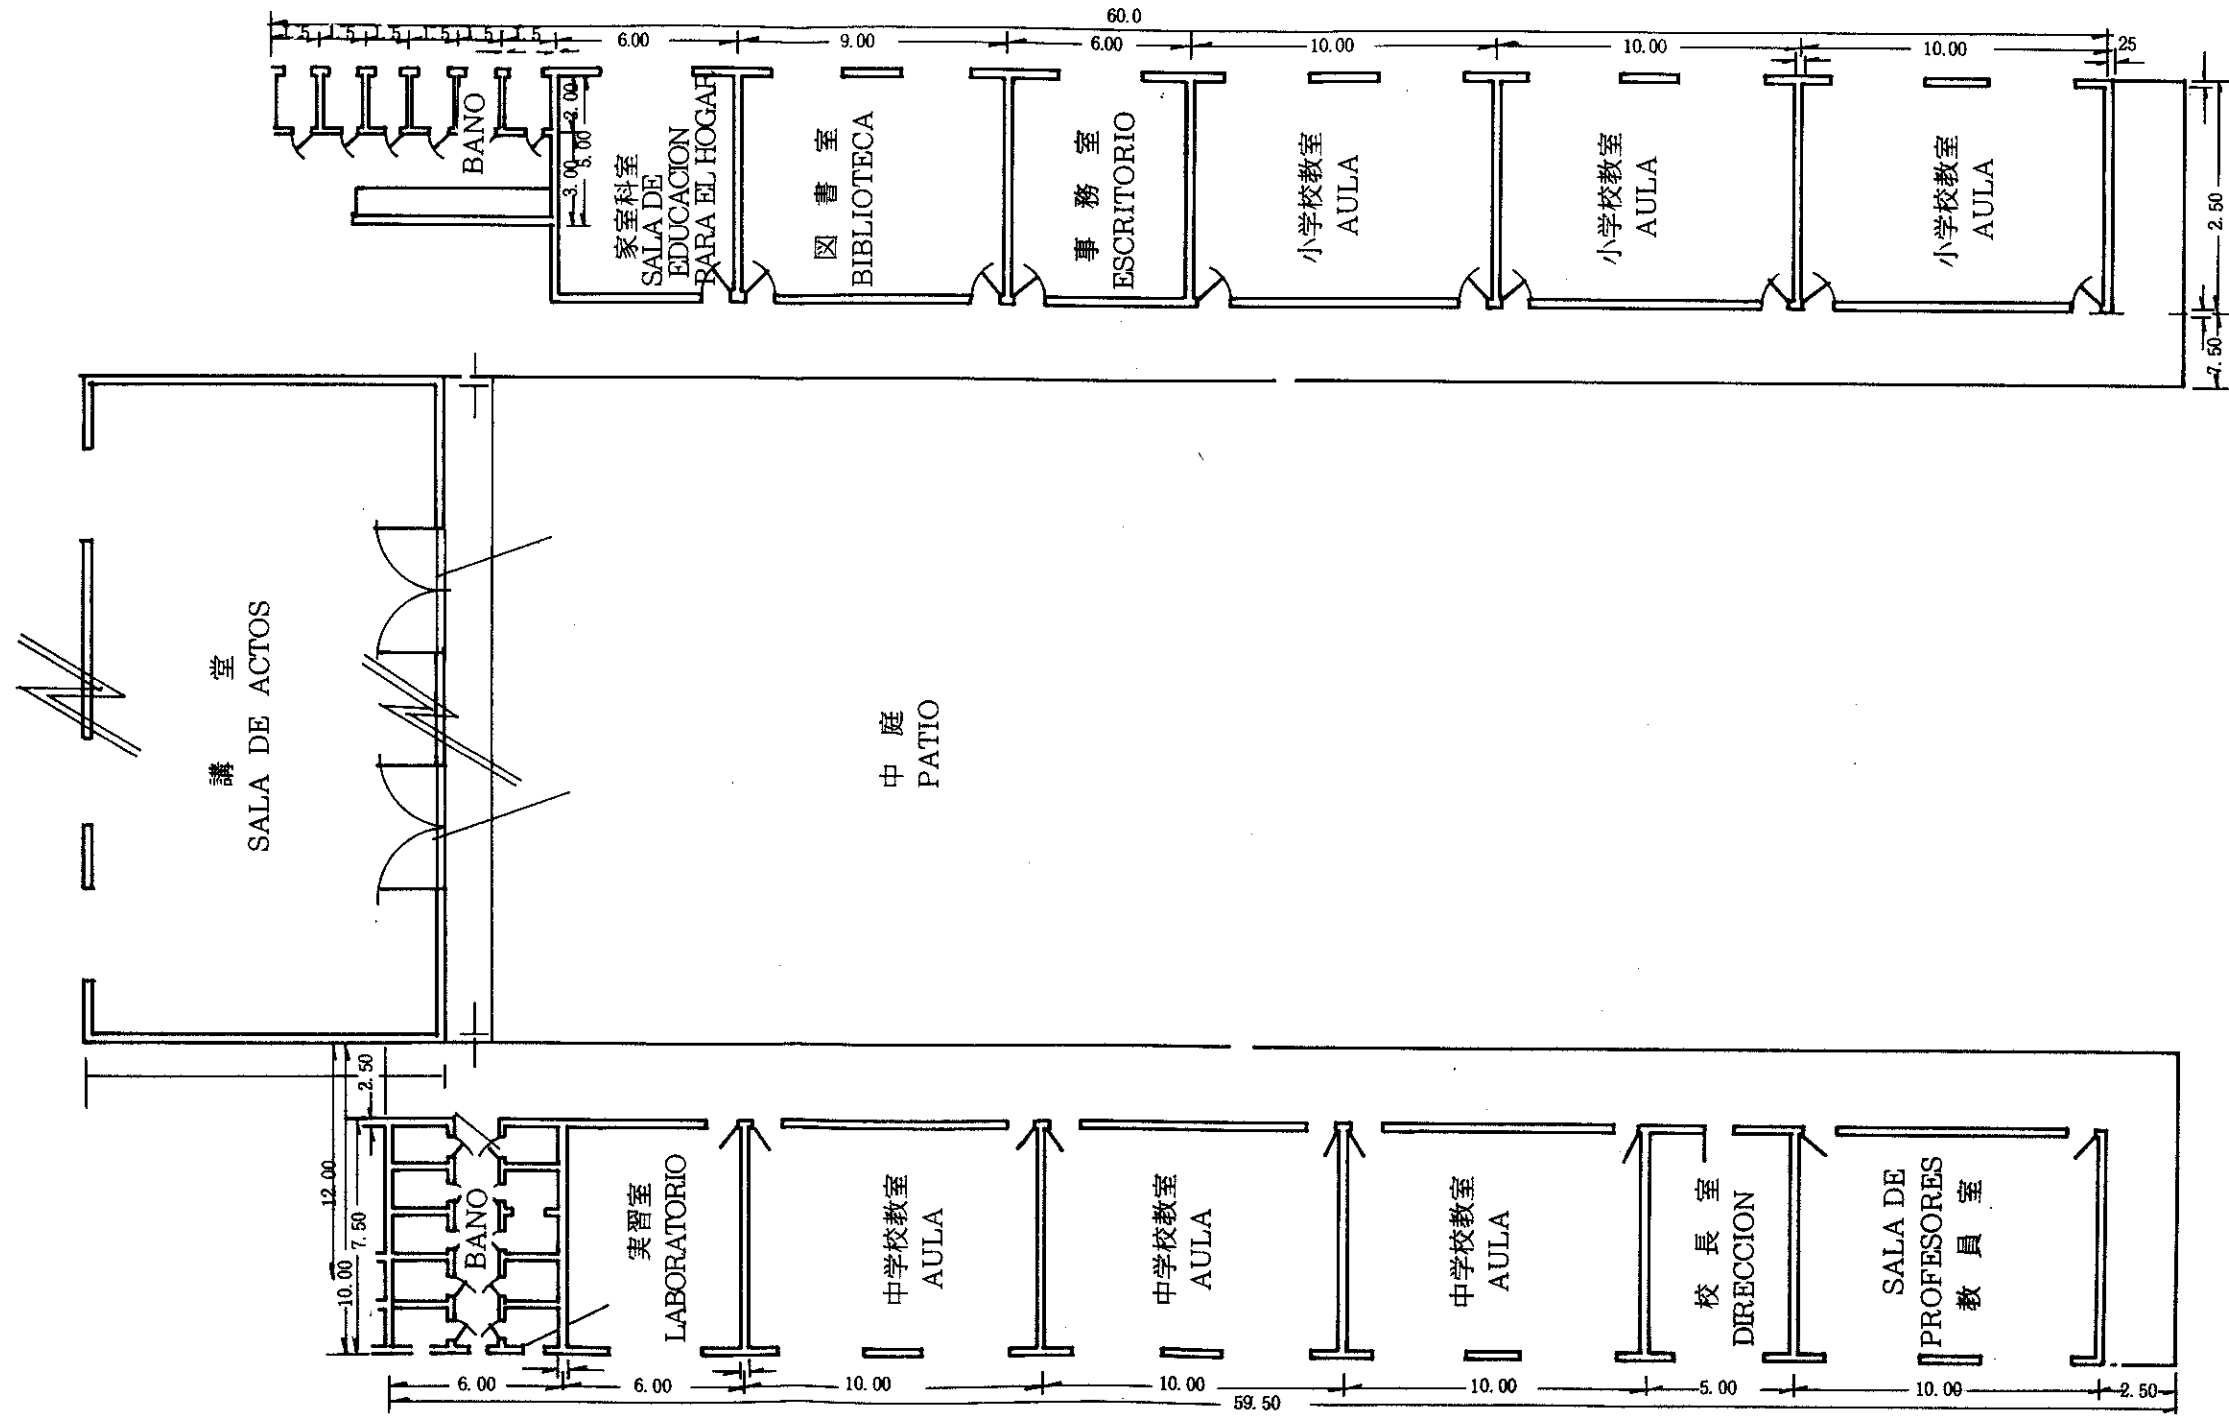 60.0
1.5 1.5 1.5 1.5 1.5 1.5 6.00 9.00 6.00 10.00 10.00 10.00 25
2.00
5.00
3.00
BANO
家室科室
SALA DE
EDUCACION
PARA EL HOGAR
図書室
BIBLIOTECA
事務室
ESCRITORIO
小学校教室
AULA
小学校教室
AULA
小学校教室
AULA
2.50
7.50
講堂
SALA DE ACTOS
中庭
PATIO
2.50
12.00
7.50
10.00
BANO
実習室
LABORATORIO
中学校教室
AULA
中学校教室
AULA
中学校教室
AULA
校長室
DIRECCION
SALA DE
PROFESORES
教員室
6.00 6.00 10.00 10.00 10.00 5.00 10.00 2.50
59.50